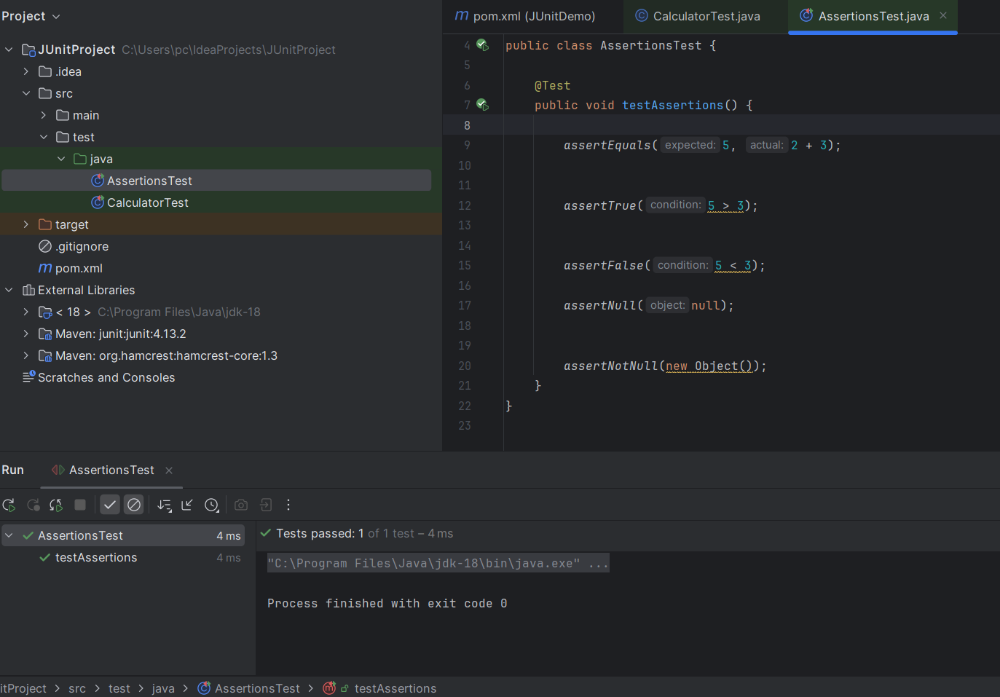 Project
JUnitProject C:\Users\pc\IdeaProjects\JUnitProject
.idea
src
main
test
java
AssertionsTest
CalculatorTest
target
.gitignore
pom.xml
External Libraries
< 18 > C:\Program Files\Java\jdk-18
Maven: junit:junit:4.13.2
Maven: org.hamcrest:hamcrest-core:1.3
Scratches and Consoles
pom.xml (JUnitDemo) CalculatorTest.java AssertionsTest.java
4 public class AssertionsTest {
5
6 @Test
7 public void testAssertions() {
8
9 assertEquals( expected: 5, actual: 2 + 3);
10
11
12 assertTrue( condition: 5 > 3);
13
14
15 assertFalse( condition: 5 < 3);
16
17 assertNull( object: null);
18
19
20 assertNotNull(new Object());
21 }
22 }
23
Run AssertionsTest
AssertionsTest 4 ms
testAssertions 4 ms
Tests passed: 1 of 1 test – 4 ms
"C:\Program Files\Java\jdk-18\bin\java.exe" ...
Process finished with exit code 0
itProject > src > test > java > AssertionsTest > testAssertions